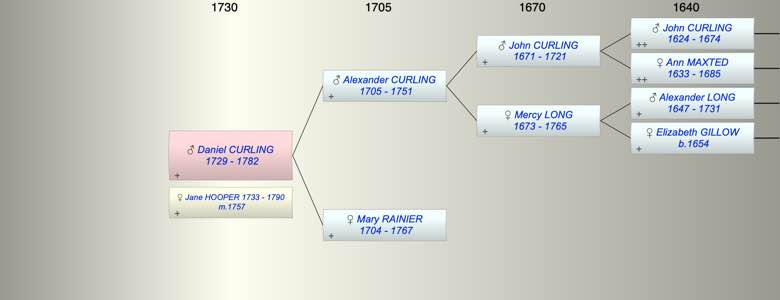 1730 1705 1670 1640
♂ John CURLING
1624 - 1674
++
♂ John CURLING
1671 - 1721
+
♀ Ann MAXTED
1633 - 1685
++
♂ Alexander CURLING
1705 - 1751
+
♂ Alexander LONG
1647 - 1731
+
♀ Mercy LONG
1673 - 1765
+
♀ Elizabeth GILLOW
b.1654
+
♂ Daniel CURLING
1729 - 1782
+
♀ Jane HOOPER 1733 - 1790
m.1757
+
♀ Mary RAINIER
1704 - 1767
+